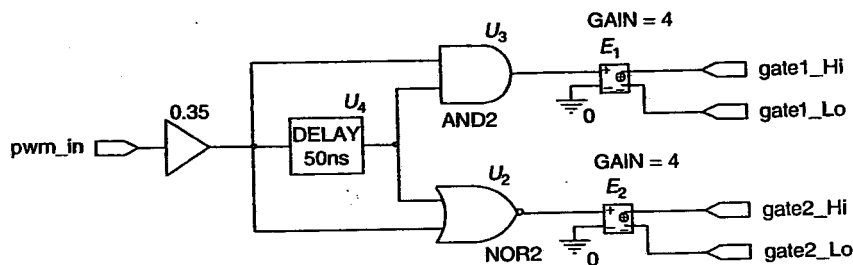 GAIN = 4
U3
E1
gate1_Hi
0.35
U4
0
gate1_Lo
AND2
pwm_in
DELAY
50ns
GAIN = 4
U2
E2
gate2_Hi
0
gate2_Lo
NOR2